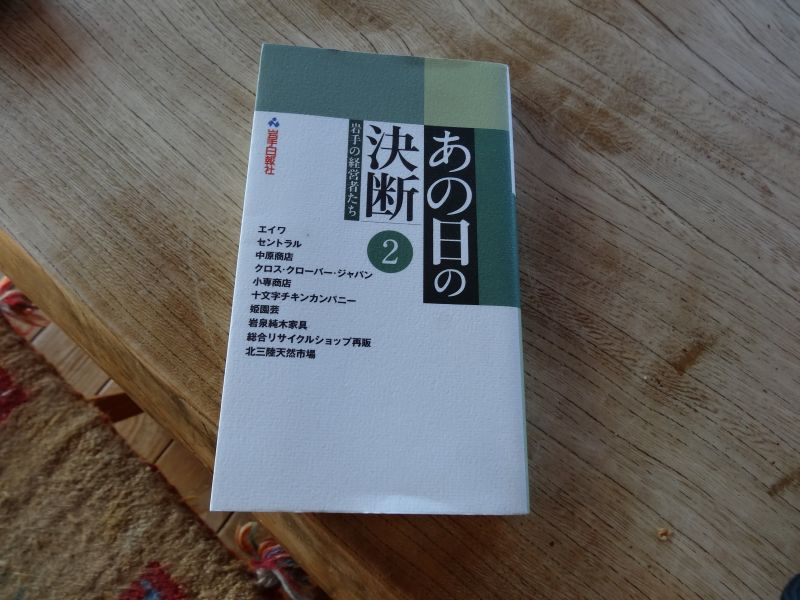 あの日の
決断
2
岩手の経営者たち
岩手日報社
エイワ
セントラル
中原商店
クロス・クローバー・ジャパン
小専商店
十文字チキンカンパニー
姫園芸
岩泉純木家具
総合リサイクルショップ再販
北三陸天然市場